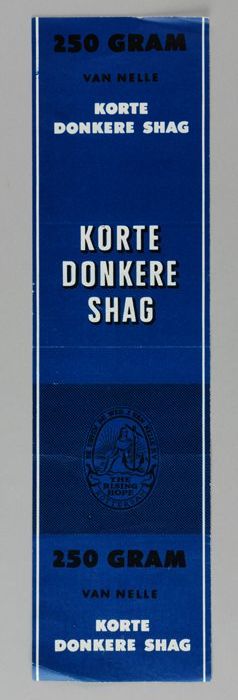 250 GRAM
VAN NELLE
KORTE
DONKERE SHAG
KORTE
DONKERE
SHAG
THE
RISING
HOPE
250 GRAM
VAN NELLE
KORTE
DONKERE SHAG